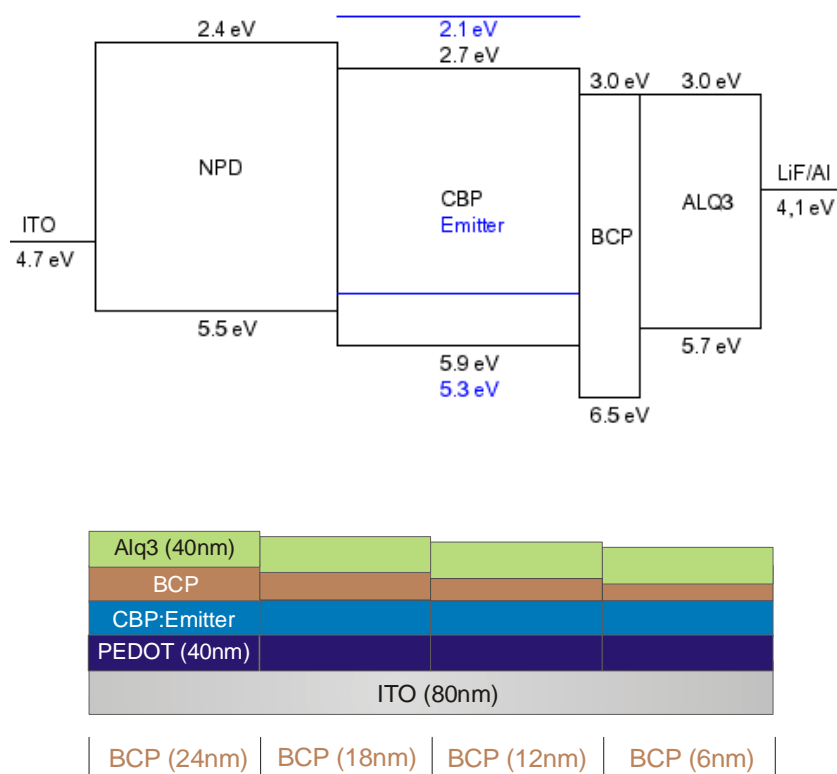 2.4 eV
2.1 eV
2.7 eV
3.0 eV
3.0 eV
NPD
CBP
Emitter
BCP
ALQ3
LiF/Al
4,1 eV
ITO
4.7 eV
5.5 eV
5.9 eV
5.3 eV
5.7 eV
6.5 eV
Alq3 (40nm)
BCP
CBP:Emitter
PEDOT (40nm)
ITO (80nm)
BCP (24nm)
BCP (18nm)
BCP (12nm)
BCP (6nm)